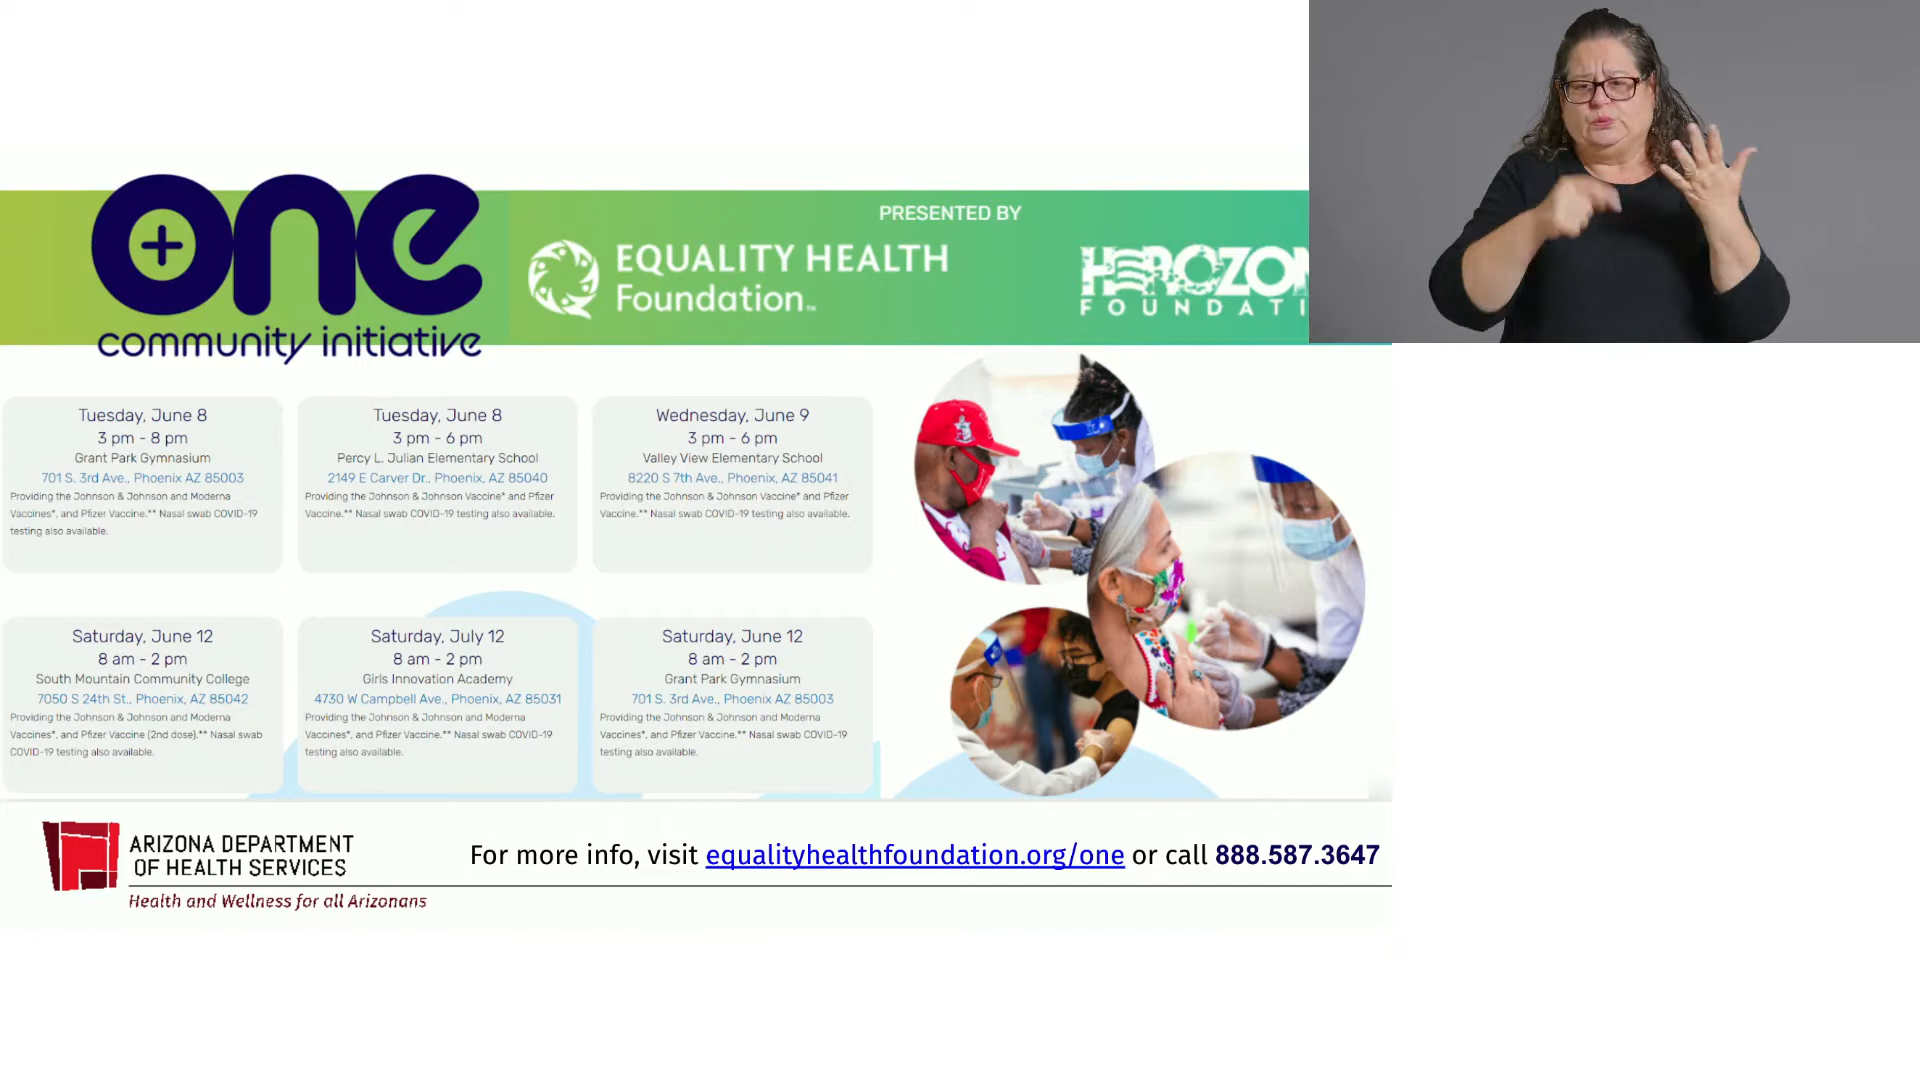 one
community initiative
PRESENTED BY
EQUALITY HEALTH
Foundation™
FOUNDATI
Tuesday, June 8
3 pm - 8 pm
Grant Park Gymnasium
701 S. 3rd Ave., Phoenix AZ 85003
Providing the Johnson & Johnson and Moderna
Vaccines*, and Pfizer Vaccine.** Nasal swab COVID-19
testing also available.
Tuesday, June 8
3 pm - 6 pm
Percy L. Julian Elementary School
2149 E Carver Dr., Phoenix, AZ 85040
Providing the Johnson & Johnson Vaccine* and Pfizer
Vaccine.** Nasal swab COVID-19 testing also available.
Wednesday, June 9
3 pm - 6 pm
Valley View Elementary School
8220 S 7th Ave., Phoenix, AZ 85041
Providing the Johnson & Johnson Vaccine* and Pfizer
Vaccine.** Nasal swab COVID-19 testing also available.
Saturday, June 12
8 am - 2 pm
South Mountain Community College
7050 S 24th St., Phoenix, AZ 85042
Providing the Johnson & Johnson and Moderna
Vaccines*, and Pfizer Vaccine (2nd dose).** Nasal swab
COVID-19 testing also available.
Saturday, July 12
8 am - 2 pm
Girls Innovation Academy
4730 W Campbell Ave., Phoenix, AZ 85031
Providing the Johnson & Johnson and Moderna
Vaccines*, and Pfizer Vaccine.** Nasal swab COVID-19
testing also available.
Saturday, June 12
8 am - 2 pm
Grant Park Gymnasium
701 S. 3rd Ave., Phoenix AZ 85003
Providing the Johnson & Johnson and Moderna
Vaccines*, and Pfizer Vaccine.** Nasal swab COVID-19
testing also available.
ARIZONA DEPARTMENT
OF HEALTH SERVICES
Health and Wellness for all Arizonans
For more info, visit equalityhealthfoundation.org/one or call 888.587.3647